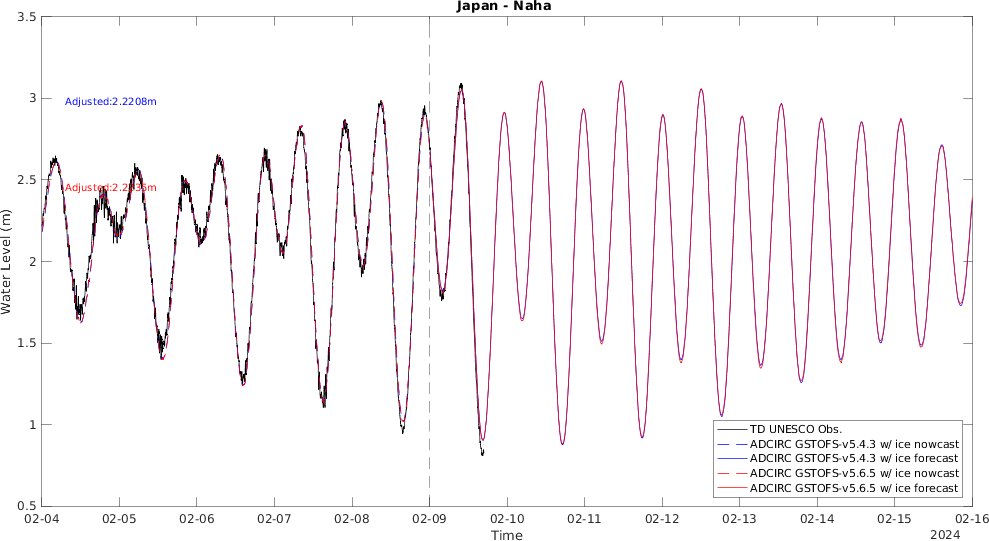 Japan - Naha
3.5
3
2.5
2
1.5
1
0.5
Water Level (m)
Adjusted:2.2208m
02-04
02-05
02-06
02-07
02-08
02-09
02-10
02-11
02-12
02-13
02-14
02-15
02-16
Time
2024
TD UNESCO Obs.
ADCIRC GSTOFS-v5.4.3 w/ ice nowcast
ADCIRC GSTOFS-v5.4.3 w/ ice forecast
ADCIRC GSTOFS-v5.6.5 w/ ice nowcast
ADCIRC GSTOFS-v5.6.5 w/ ice forecast